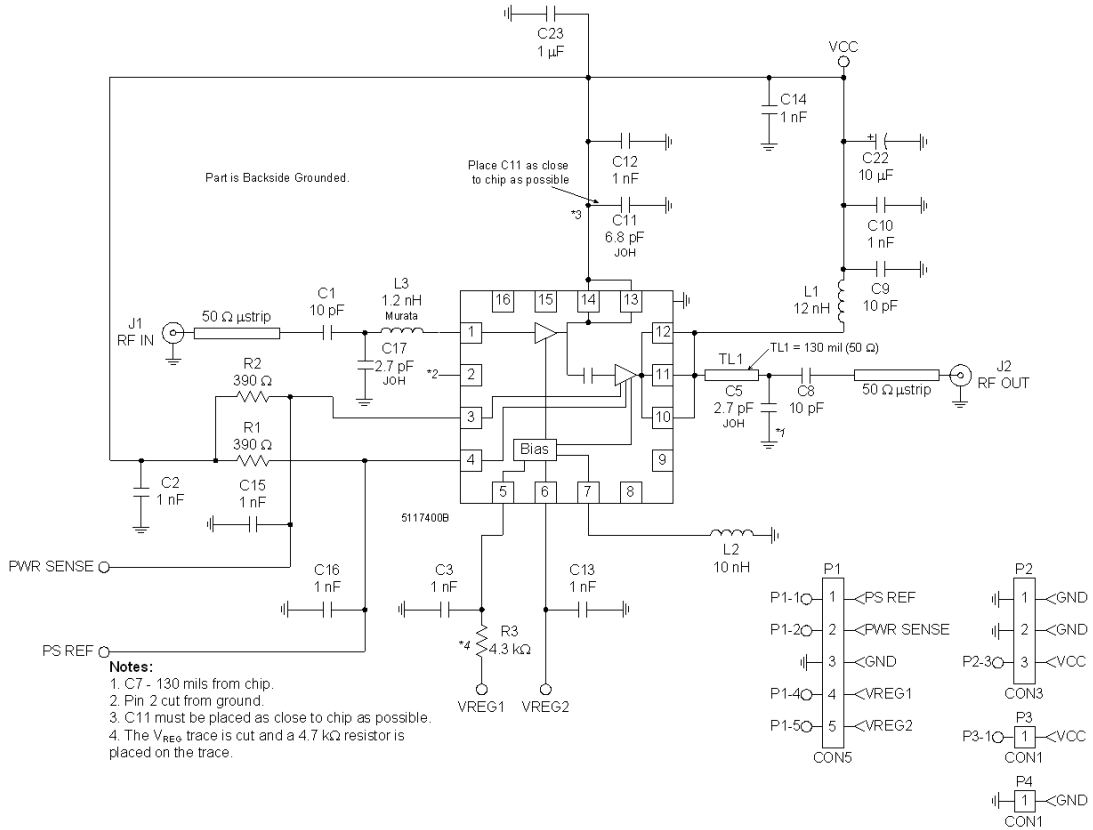 C23
1 µF
VCC
C14
1 nF
+
C22
10 µF
C12
1 nF
Place C11 as close
to chip as possible
Part is Backside Grounded.
*3
C11
6.8 pF
JOH
C10
1 nF
C9
10 pF
L1
12 nH
L3
1.2 nH
Murata
C1
10 pF
J1
RF IN
50 Ω µstrip
C17
2.7 pF
JOH
16
15
14
13
1
2
3
4
5
6
7
8
9
10
11
12
*2
Bias
R2
390 Ω
R1
390 Ω
TL1
TL1 = 130 mil (50 Ω)
C5
2.7 pF
JOH
*1
C8
10 pF
50 Ω µstrip
J2
RF OUT
C2
1 nF
C15
1 nF
5117400B
PWR SENSE
C16
1 nF
PS REF
C3
1 nF
C13
1 nF
L2
10 nH
*4
R3
4.3 kΩ
VREG1
VREG2
Notes:
1. C7 - 130 mils from chip.
2. Pin 2 cut from ground.
3. C11 must be placed as close to chip as possible.
4. The VREG trace is cut and a 4.7 kΩ resistor is
placed on the trace.
P1
P1-1 1 PS REF
P1-2 2 PWR SENSE
3 GND
P1-4 4 VREG1
P1-5 5 VREG2
CON5
P2
1 GND
2 GND
P2-3 3 VCC
CON3
P3
P3-1 1 VCC
CON1
P4
1 GND
CON1